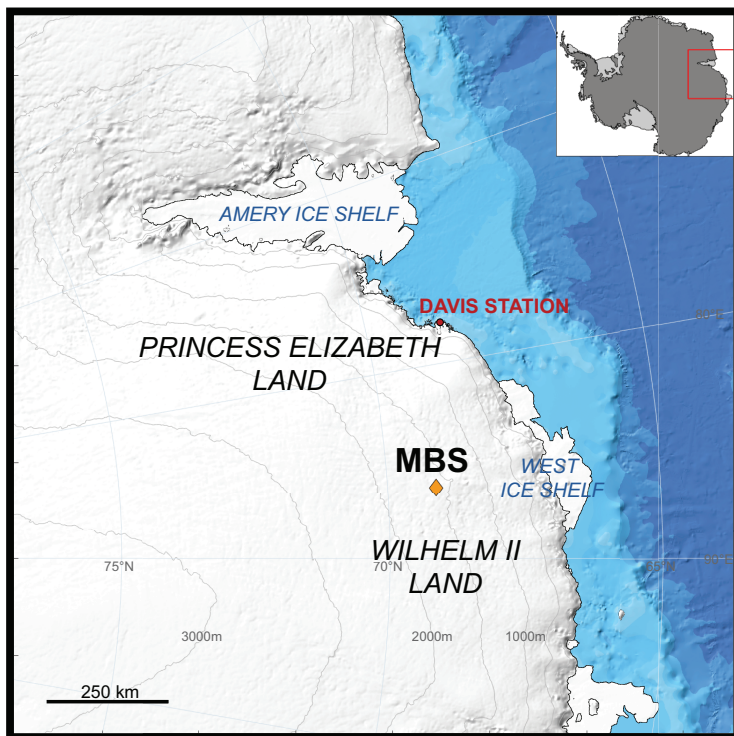 AMERY ICE SHELF
DAVIS STATION
PRINCESS ELIZABETH
LAND
MBS
WEST
ICE SHELF
WILHELM II
LAND
75°N
70°N
65°N
3000m
2000m
1000m
250 km